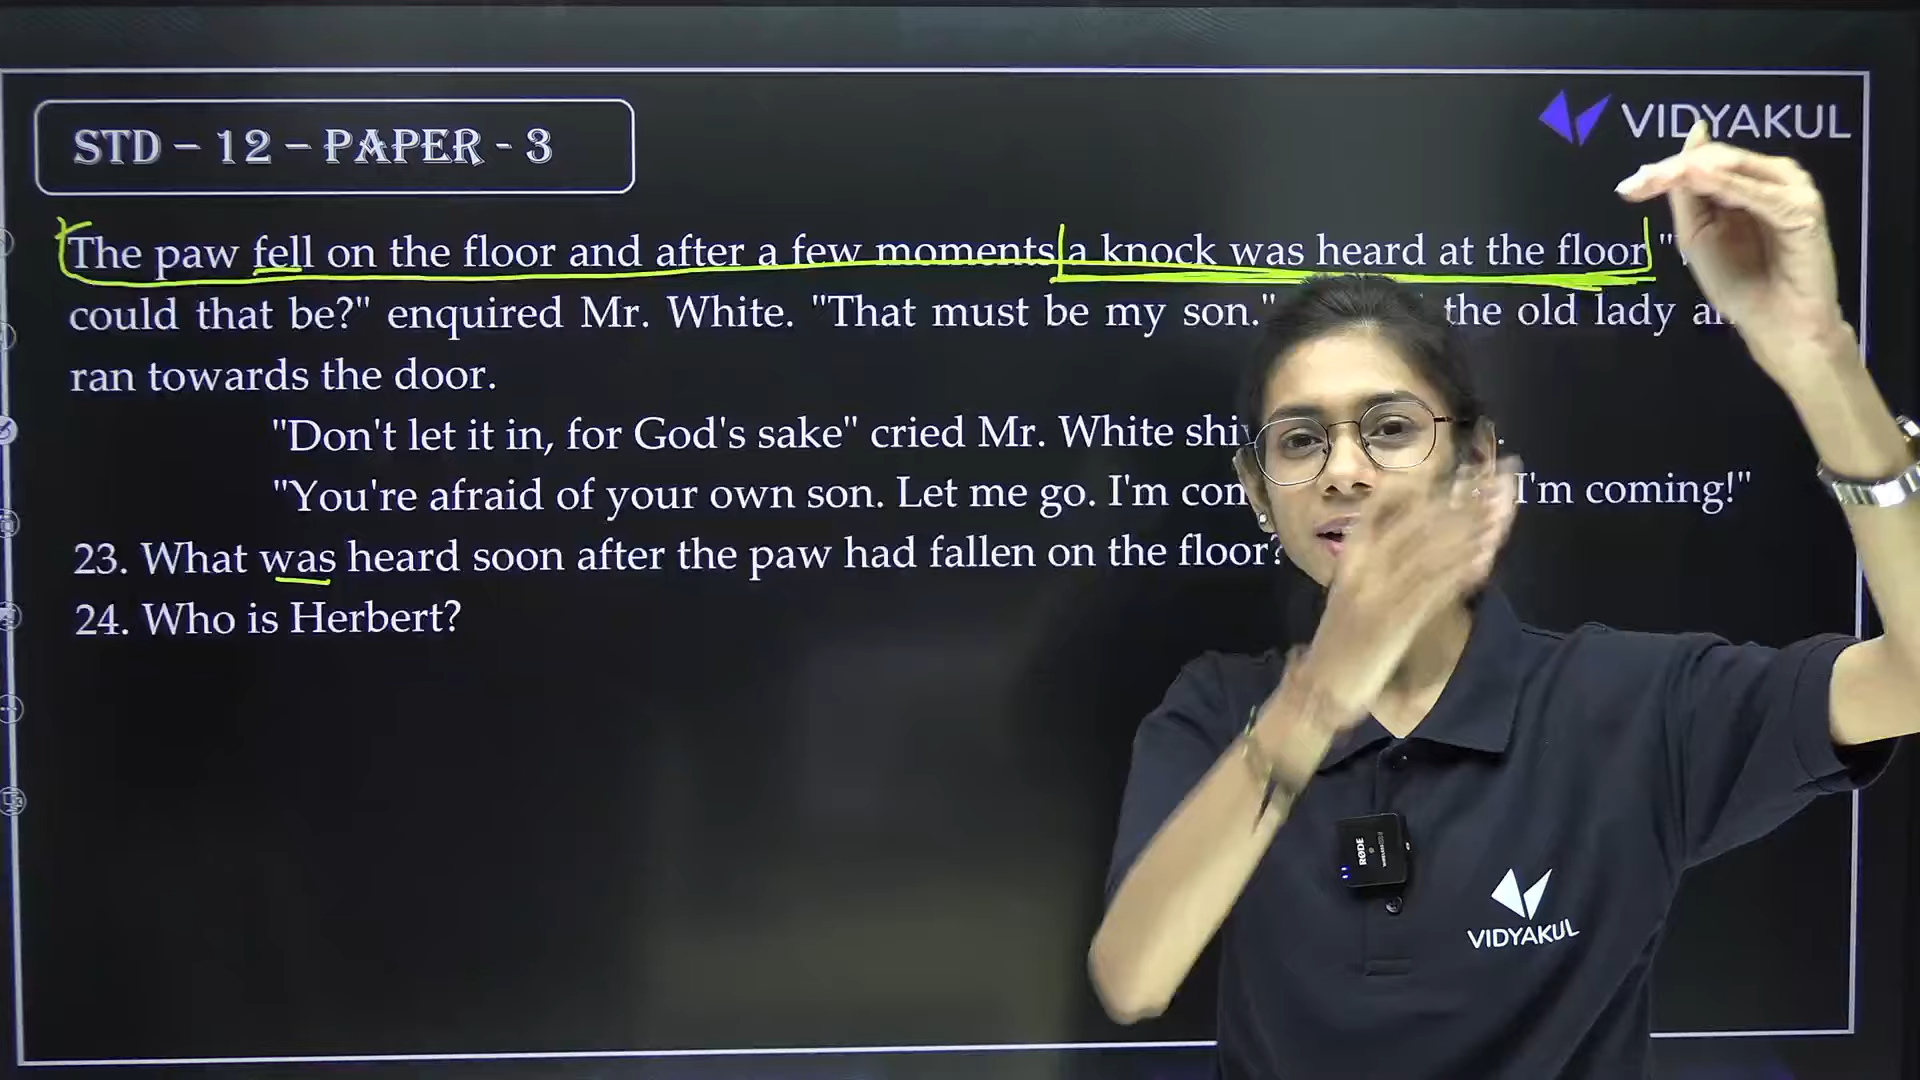 STD – 12 – PAPER - 3
VIDYAKUL
The paw fell on the floor and after a few moments a knock was heard at the floor
could that be?" enquired Mr. White. "That must be my son." the old lady
ran towards the door.
"Don't let it in, for God's sake" cried Mr. White
"You're afraid of your own son. Let me go. I'm I'm coming!"
23. What was heard soon after the paw had fallen on the floor?
24. Who is Herbert?
RØDE
VIDYAKUL